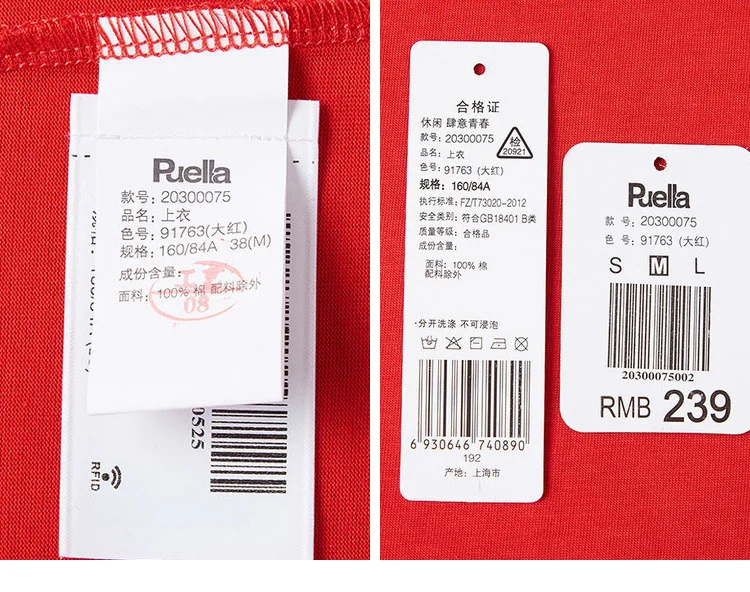 Puella
款号: 20300075
品名: 上衣
色号: 91763(大红)
规格: 160/84A 38(M)
成份含量:
面料: 100% 棉 配料除外
08
0525
RFID
合格证
休闲 肆意青春
款号: 20300075
检
20921
品名: 上衣
色号: 91763 (大红)
规格: 160/84A
执行标准: FZ/T73020-2012
安全类别: 符合GB18401 B类
质量等级: 合格品
成份含量:
面料: 100% 棉
配料除外
·分开洗涤 不可浸泡
6 930646 740890
192
产地: 上海市
Puella
款 号: 20300075
色 号: 91763 (大红)
S M L
20300075002
RMB 239